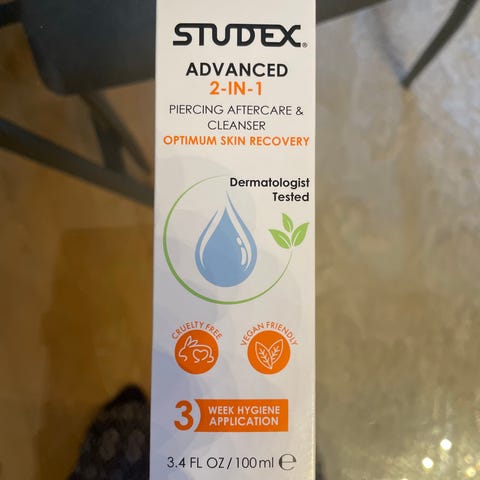 STUDEX®
ADVANCED
2-IN-1
PIERCING AFTERCARE &
CLEANSER
OPTIMUM SKIN RECOVERY
Dermatologist
Tested
CRUELTY FREE
VEGAN FRIENDLY
3 WEEK HYGIENE
APPLICATION
3.4 FL OZ/100ml ℮